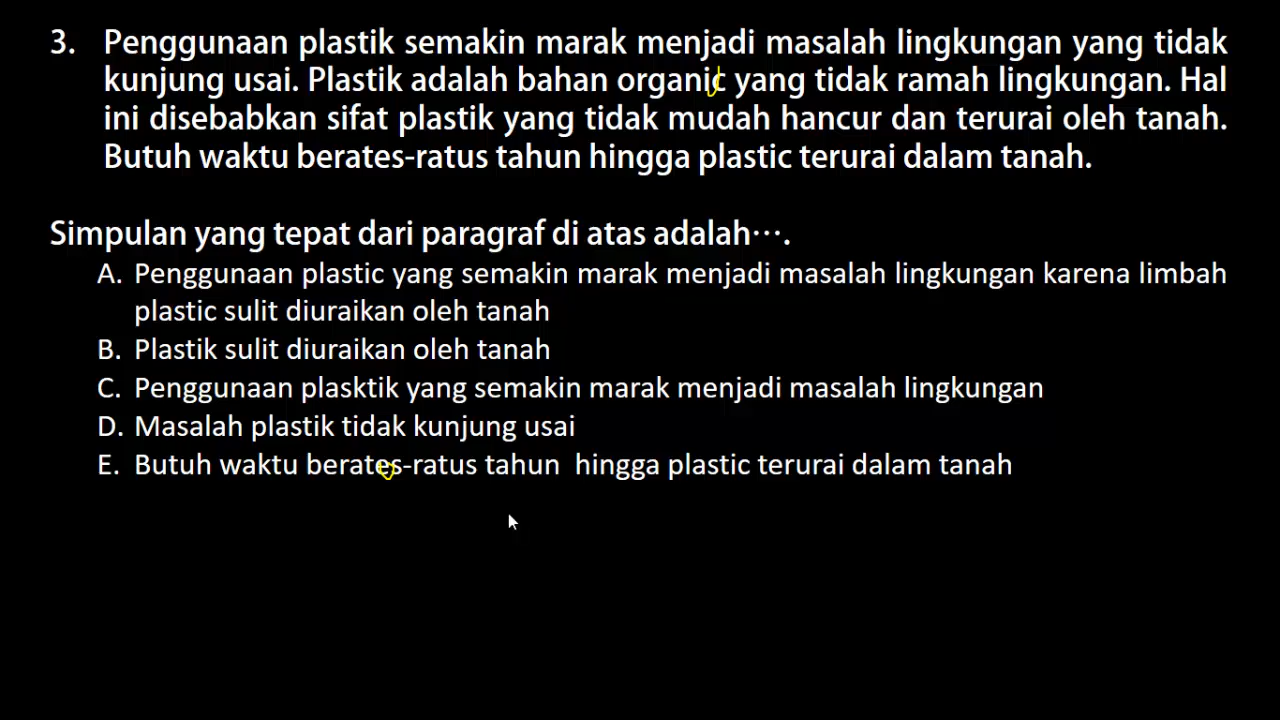 3. Penggunaan plastik semakin marak menjadi masalah lingkungan yang tidak
kunjung usai. Plastik adalah bahan organic yang tidak ramah lingkungan. Hal
ini disebabkan sifat plastik yang tidak mudah hancur dan terurai oleh tanah.
Butuh waktu berates-ratus tahun hingga plastic terurai dalam tanah.
Simpulan yang tepat dari paragraf di atas adalah….
A. Penggunaan plastic yang semakin marak menjadi masalah lingkungan karena limbah
plastic sulit diuraikan oleh tanah
B. Plastik sulit diuraikan oleh tanah
C. Penggunaan plasktik yang semakin marak menjadi masalah lingkungan
D. Masalah plastik tidak kunjung usai
E. Butuh waktu berates-ratus tahun  hingga plastic terurai dalam tanah